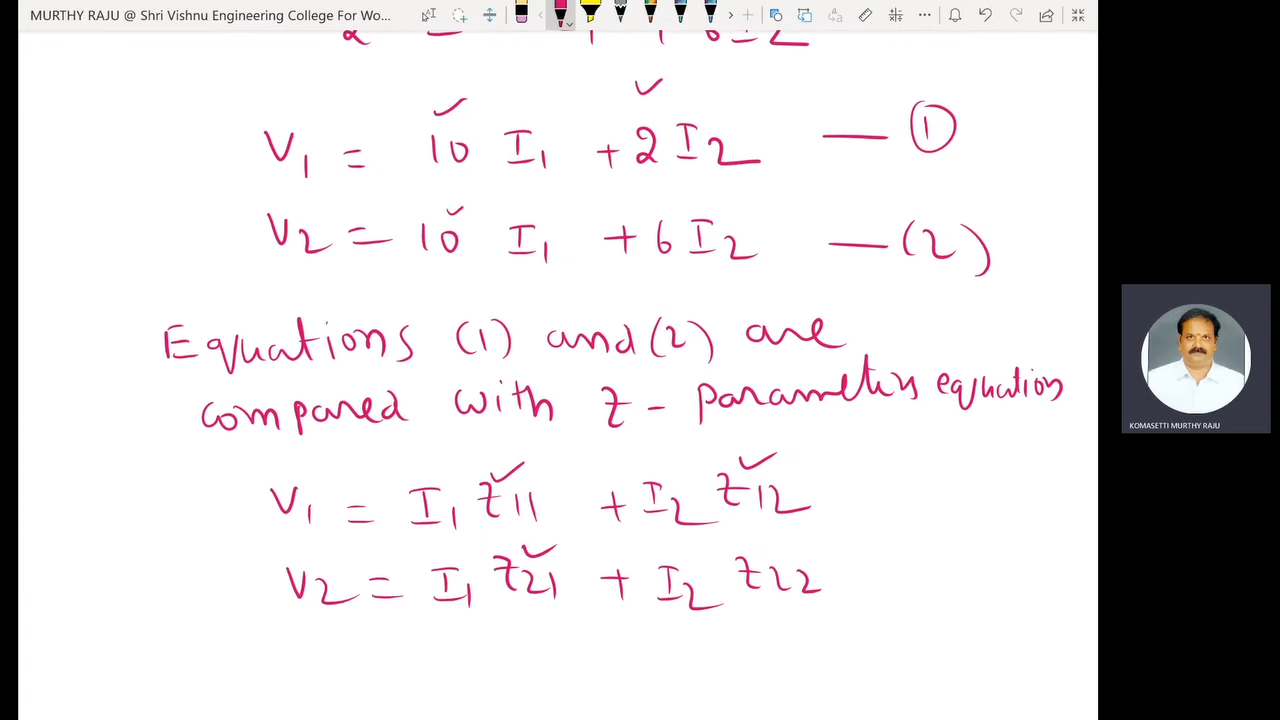 MURTHY RAJU @ Shri Vishnu Engineering College For Wo...
V1 = 10 I1 + 2 I2 — ①
V2 = 10 I1 + 6 I2 — (2)
Equations (1) and (2) are
compared with z - parameters equations
V1 = I1 z11 + I2 z12
V2 = I1 z21 + I2 z22
KOMASETTI MURTHY RAJU